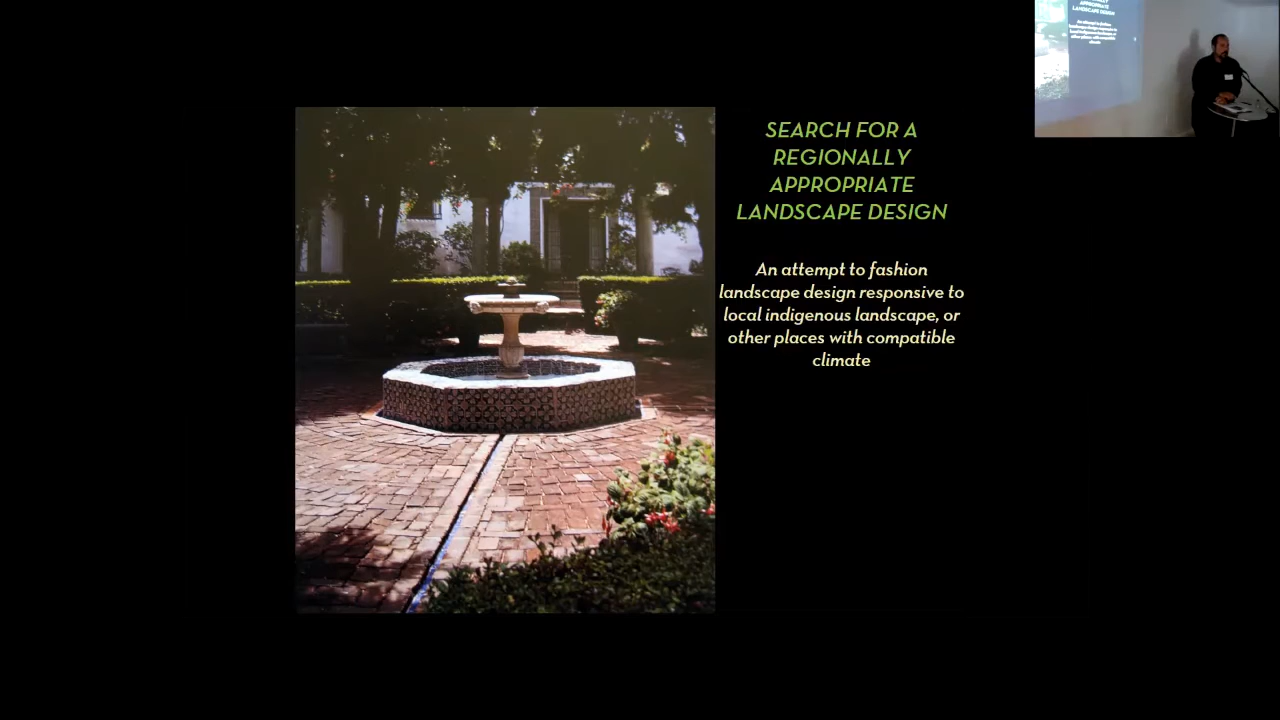 SEARCH FOR A
REGIONALLY
APPROPRIATE
LANDSCAPE DESIGN
An attempt to fashion
landscape design responsive to
local indigenous landscape, or
other places with compatible
climate